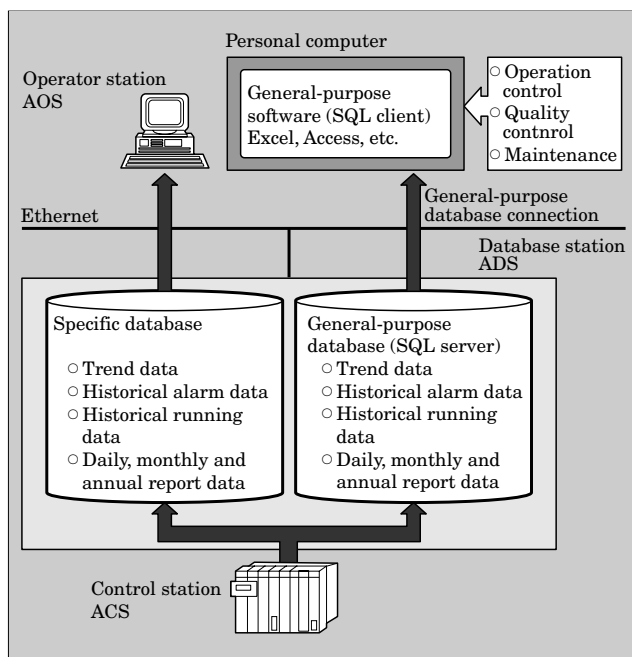 Personal computer
Operator station
AOS
General-purpose
software (SQL client)
Excel, Access, etc.
○ Operation
control
○ Quality
contnrol
○ Maintenance
Ethernet
General-purpose
database connection
Database station
ADS
Specific database
○ Trend data
○ Historical alarm data
○ Historical running
data
○ Daily, monthly and
annual report data
General-purpose
database (SQL server)
○ Trend data
○ Historical alarm data
○ Historical running
data
○ Daily, monthly and
annual report data
Control station
ACS